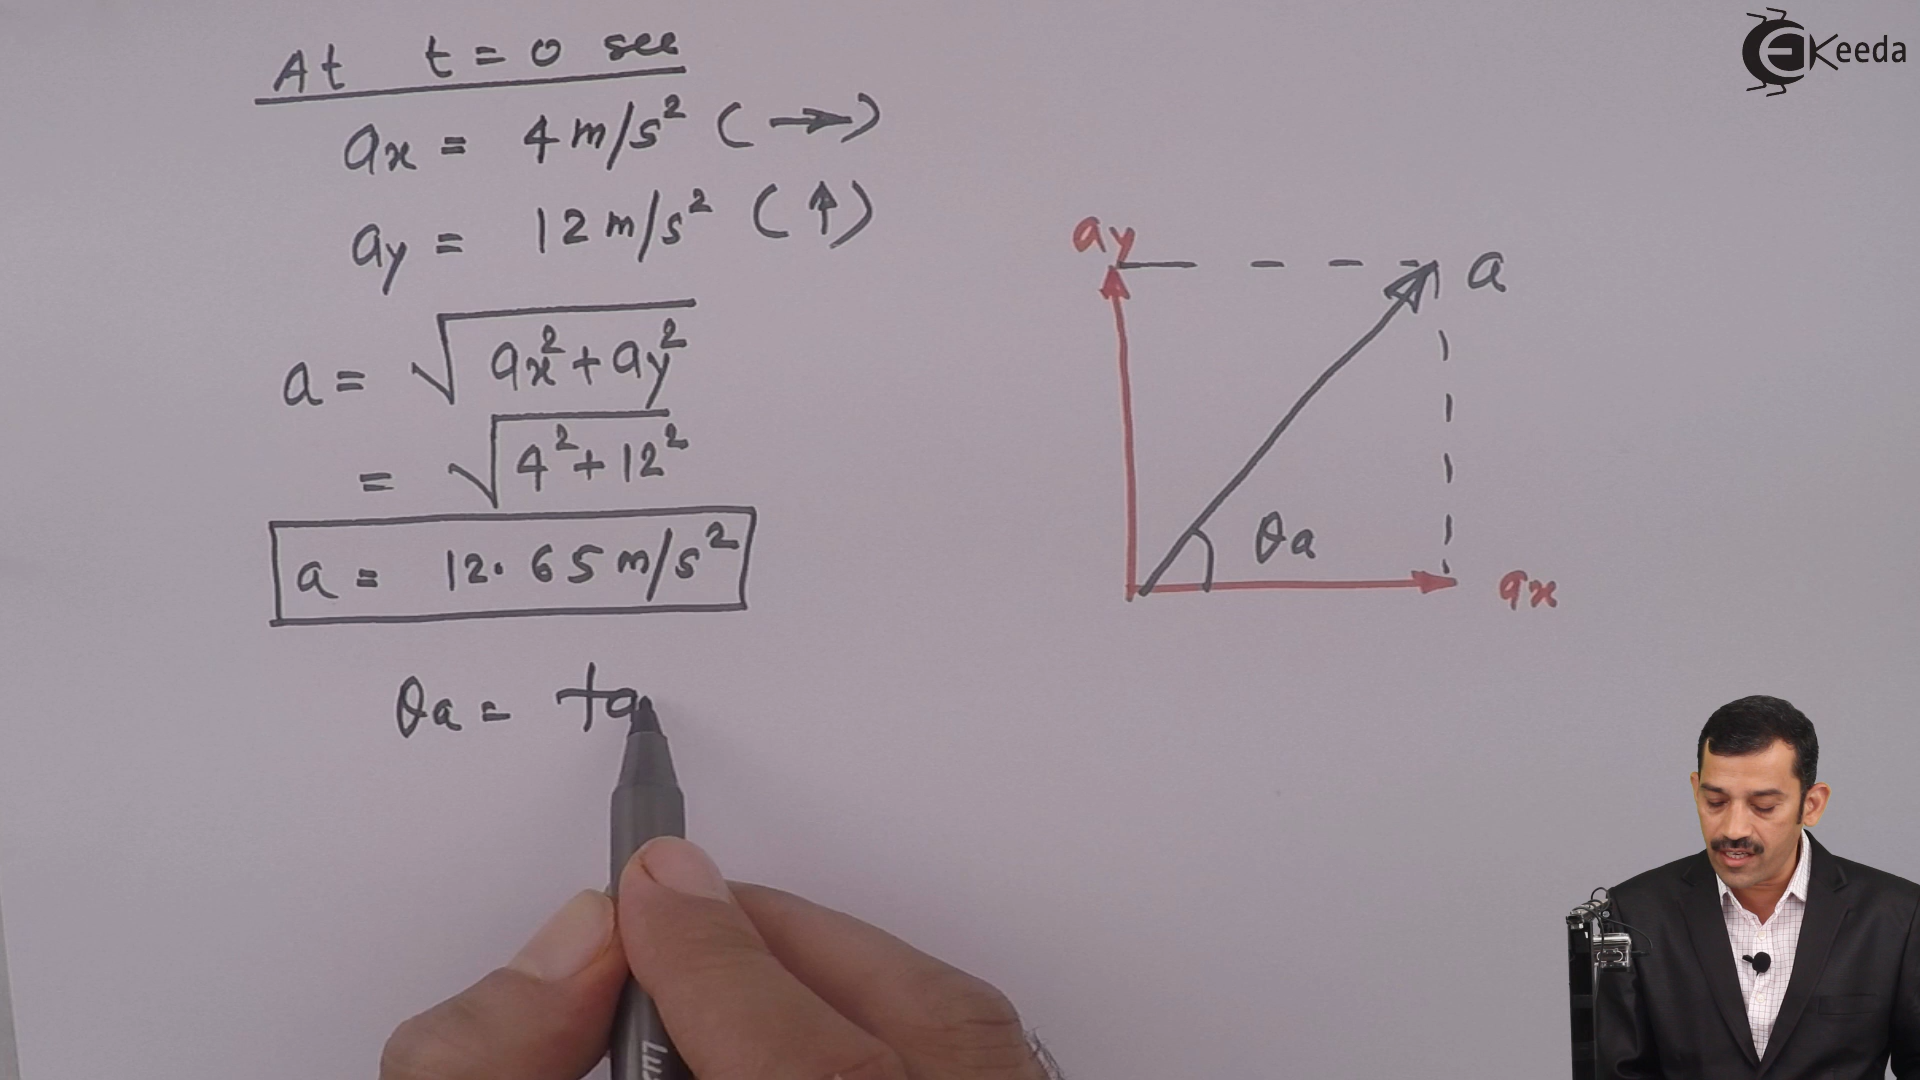 At t = 0 sec
ax = 4 m/s² (→)
ay = 12 m/s² (↑)
a = √ax² + ay²
= √4² + 12²
a = 12.65 m/s²
θa = ta
ay
a
θa
ax
EKeeda